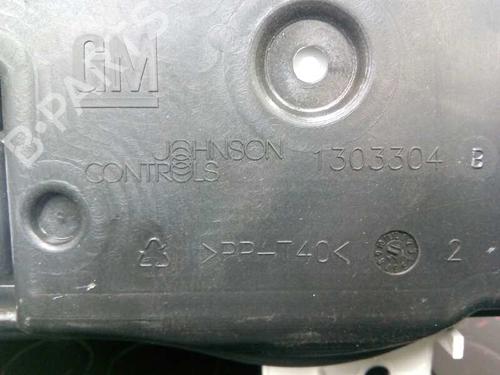 GM
B-PARTS
JOHNSON
CONTROLS
1303304 B
>PP-T40<
S 2